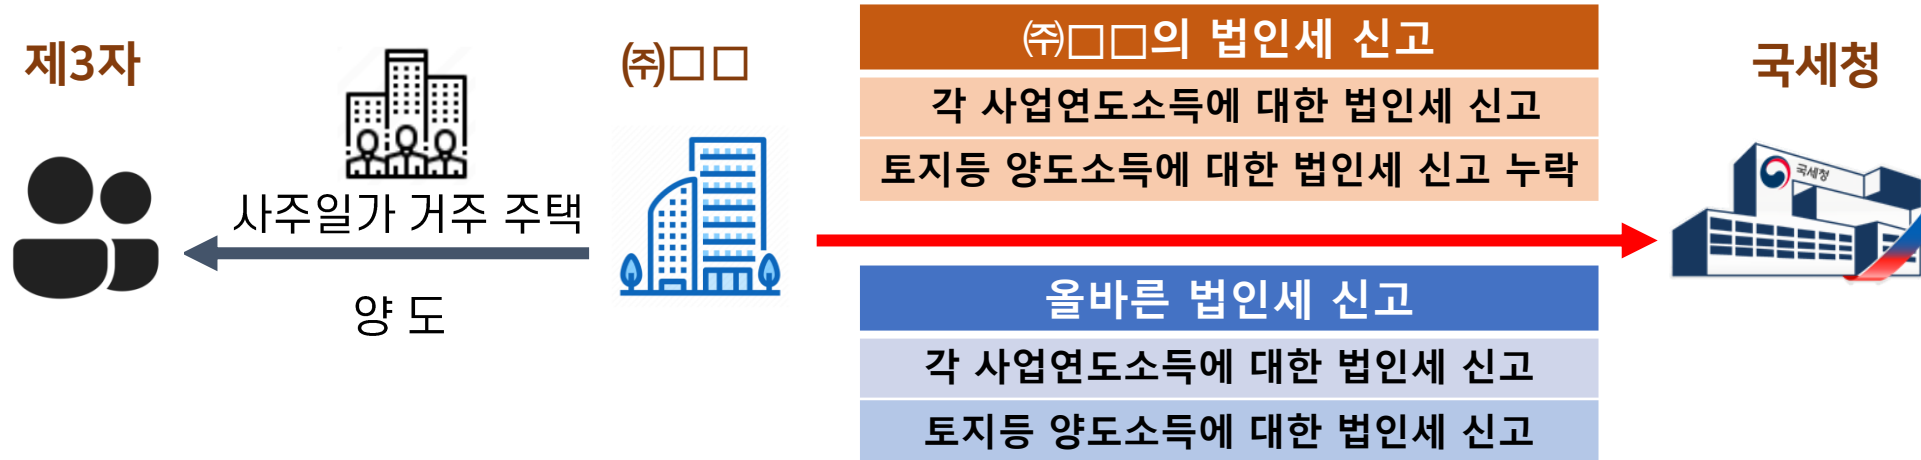 제3자
사주일가 거주 주택
양 도
㈜□□
㈜□□의 법인세 신고
각 사업연도소득에 대한 법인세 신고
토지등 양도소득에 대한 법인세 신고 누락
올바른 법인세 신고
각 사업연도소득에 대한 법인세 신고
토지등 양도소득에 대한 법인세 신고
국세청
국세청